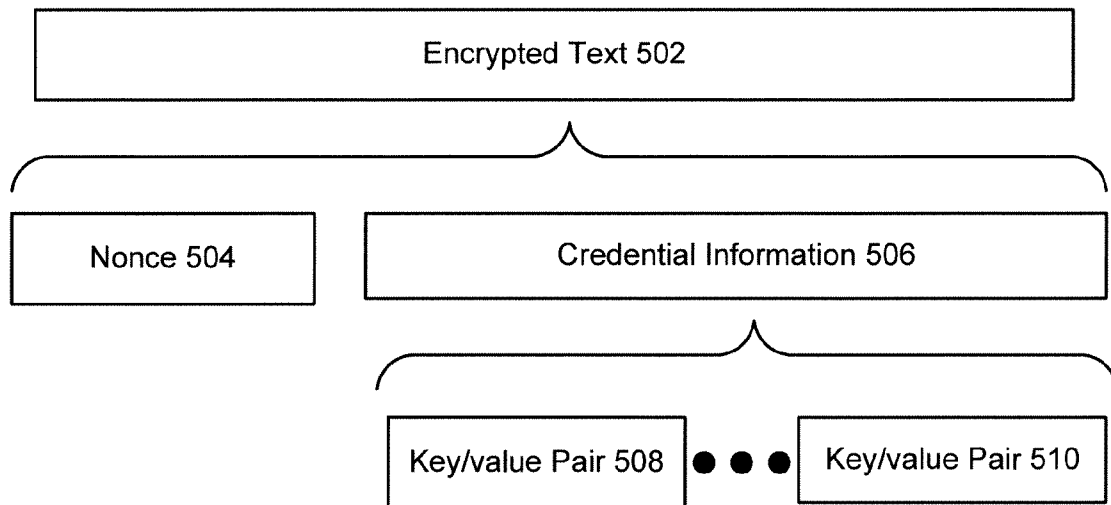 Encrypted Text 502
Nonce 504
Credential Information 506
Key/value Pair 508
Key/value Pair 510